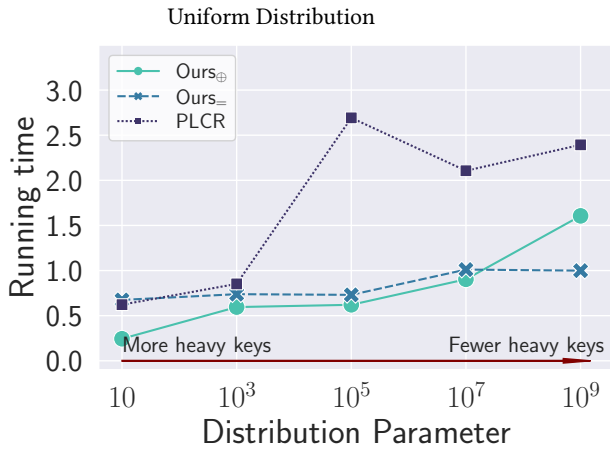 Uniform Distribution
Ours⊕
Ours₌
PLCR
Running time
3.0
2.5
2.0
1.5
1.0
0.5
0.0
More heavy keys
Fewer heavy keys
10 10³ 10⁵ 10⁷ 10⁹
Distribution Parameter